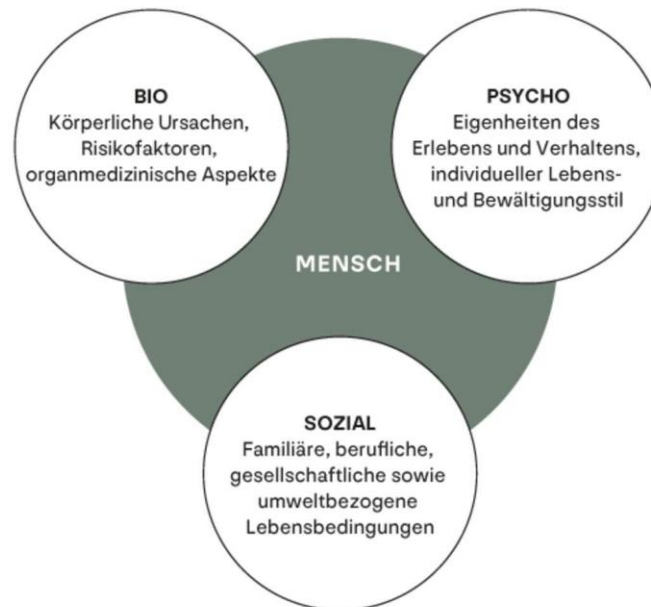 BIO
Körperliche Ursachen,
Risikofaktoren,
organmedizinische Aspekte
PSYCHO
Eigenheiten des
Erlebens und Verhaltens,
individueller Lebens-
und Bewältigungsstil
MENSCH
SOZIAL
Familiäre, berufliche,
gesellschaftliche sowie
umweltbezogene
Lebensbedingungen